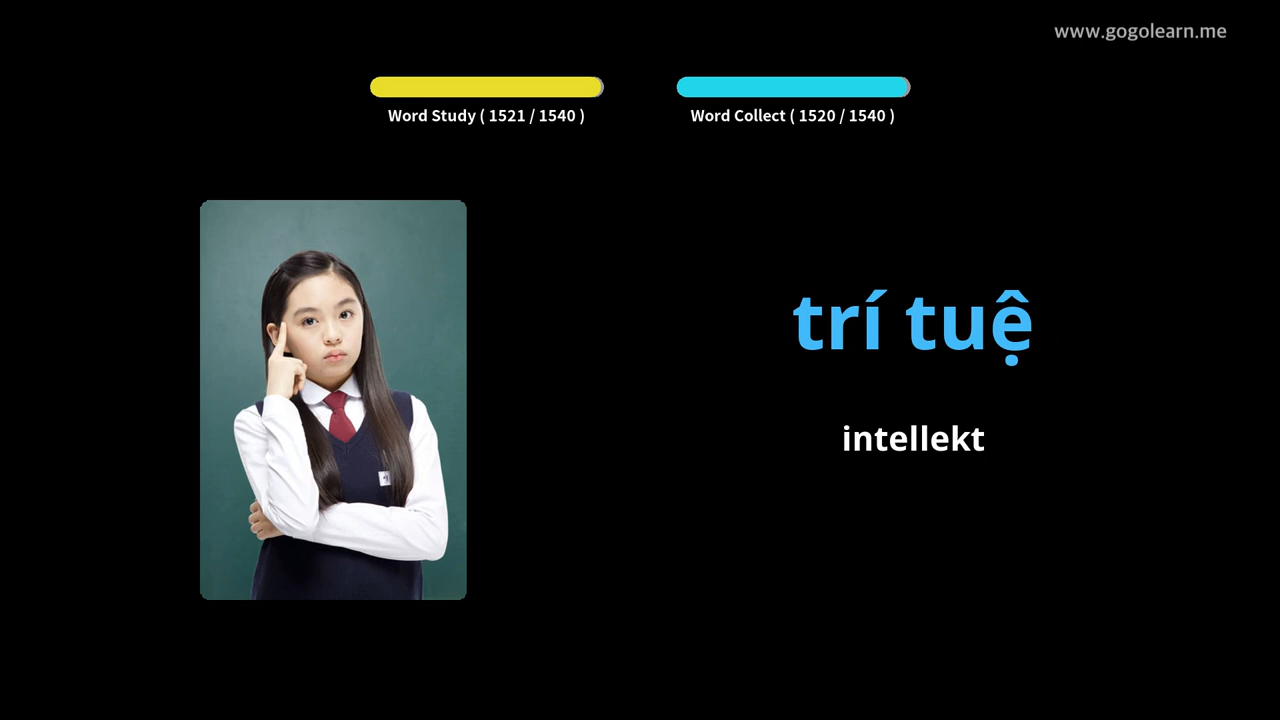 www.gogolearn.me
Word Study ( 1521 / 1540 )
Word Collect ( 1520 / 1540 )
trí tuệ
intellekt